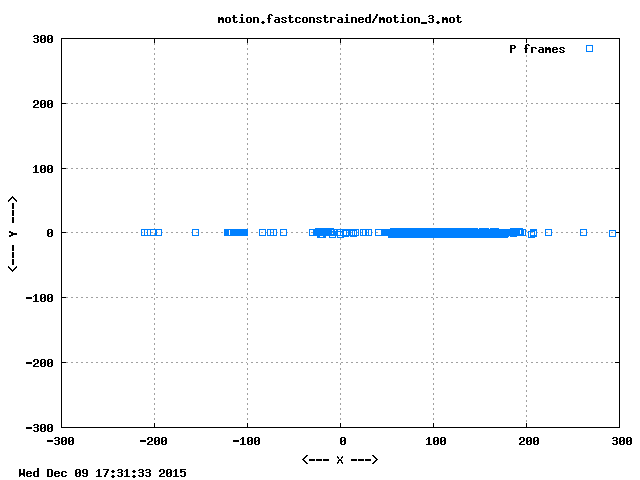 motion.fastconstrained/motion_3.mot
300
P frames
200
100
0
-100
-200
-300
<--- Y --->
-300 -200 -100 0 100 200 300
<--- X --->
Wed Dec 09 17:31:33 2015